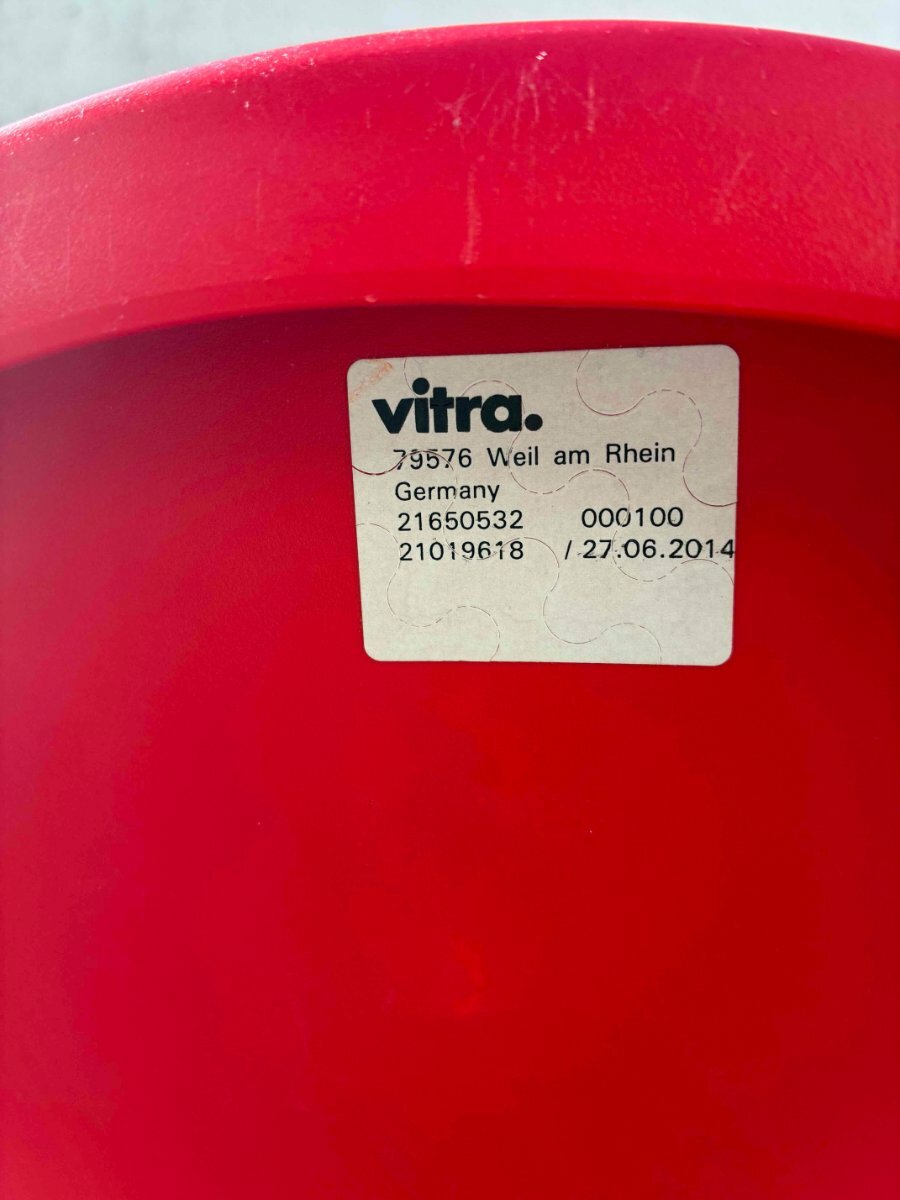 vitra.
79576 Weil am Rhein
Germany
21650532 000100
21019618 / 27.06.2014